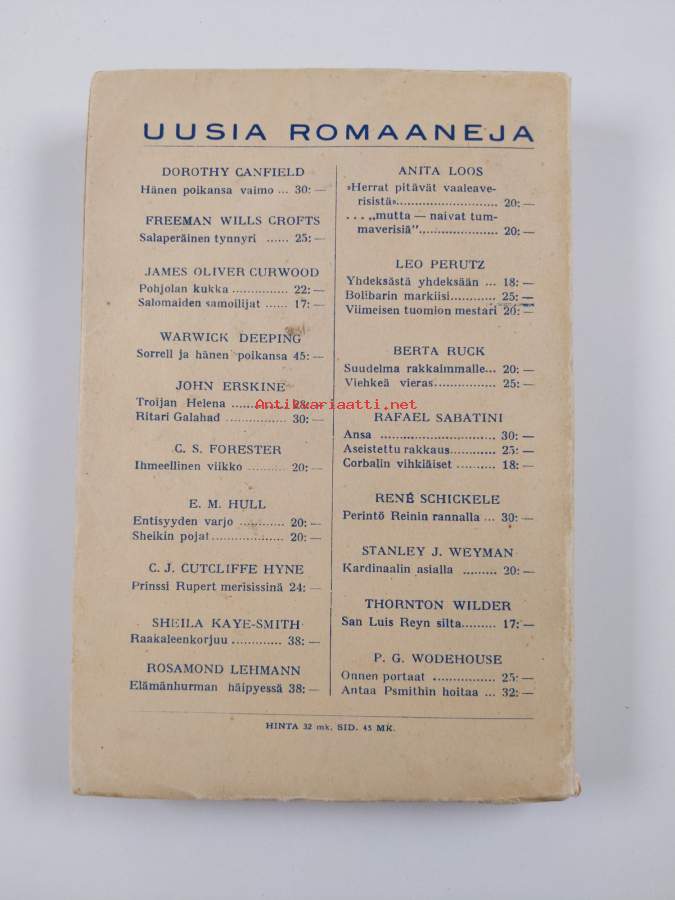 UUSIA ROMAANEJA
DOROTHY CANFIELD
Hänen poikansa vaimo ... 30: —
FREEMAN WILLS CROFTS
Salaperäinen tynnyri ...... 25: —
JAMES OLIVER CURWOOD
Pohjolan kukka .............. 22: —
Salomaiden samoilijat ...... 17: —
WARWICK DEEPING
Sorrell ja hänen poikansa 45: —
JOHN ERSKINE
Troijan Helena .............. 28: —
Ritari Galahad .............. 30: —
C. S. FORESTER
Ihmeellinen viikko ......... 20: —
E. M. HULL
Entisyyden varjo ........... 20: —
Sheikin pojat ................... 20: —
C. J. CUTCLIFFE HYNE
Prinssi Rupert merisissinä 24: —
SHEILA KAYE-SMITH
Raakaleenkorjuu ............. 38: —
ROSAMOND LEHMANN
Elämänhurman häipyessä 38: —
ANITA LOOS
»Herrat pitävät vaaleave-
risistä» .......................... 20: —
. . . „mutta — naivat tum-
maverisiä” .................... 20: —
LEO PERUTZ
Yhdeksästä yhdeksään ... 18: —
Bolibarin markiisi ........... 25: —
Viimeisen tuomion mestari 20: —
BERTA RUCK
Suudelma rakkaimmalle... 20: —
Viehkeä vieras ............... 25: —
RAFAEL SABATINI
Ansa ............................. 30: —
Aseistettu rakkaus ............ 25: —
Corbalin vihkiäiset .......... 18: —
RENÉ SCHICKELE
Perintö Reinin rannalla ... 30: —
STANLEY J. WEYMAN
Kardinaalin asialla ......... 20: —
THORNTON WILDER
San Luis Reyn silta ......... 17: —
P. G. WODEHOUSE
Onnen portaat ................ 25: —
Antaa Psmithin hoitaa ... 32: —
HINTA 32 mk. SID. 45 MK.
Antikvariaatti.net